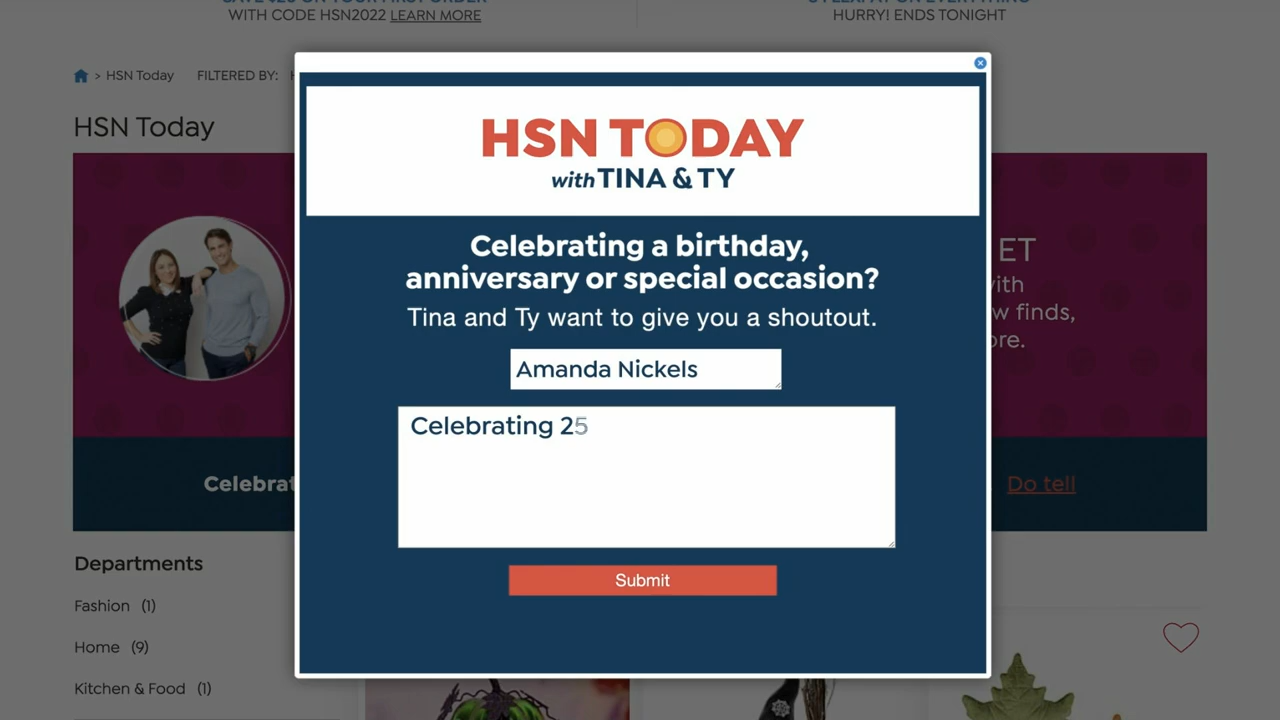 WITH CODE HSN2022 LEARN MORE
HURRY! ENDS TONIGHT
> HSN Today FILTERED BY:
HSN Today
HSN TODAY
with TINA & TY
Celebrating a birthday,
anniversary or special occasion?
Tina and Ty want to give you a shoutout.
Amanda Nickels
Celebrating 25
Submit
ET
w finds,
Celebrat
Do tell
Departments
Fashion (1)
Home (9)
Kitchen & Food (1)